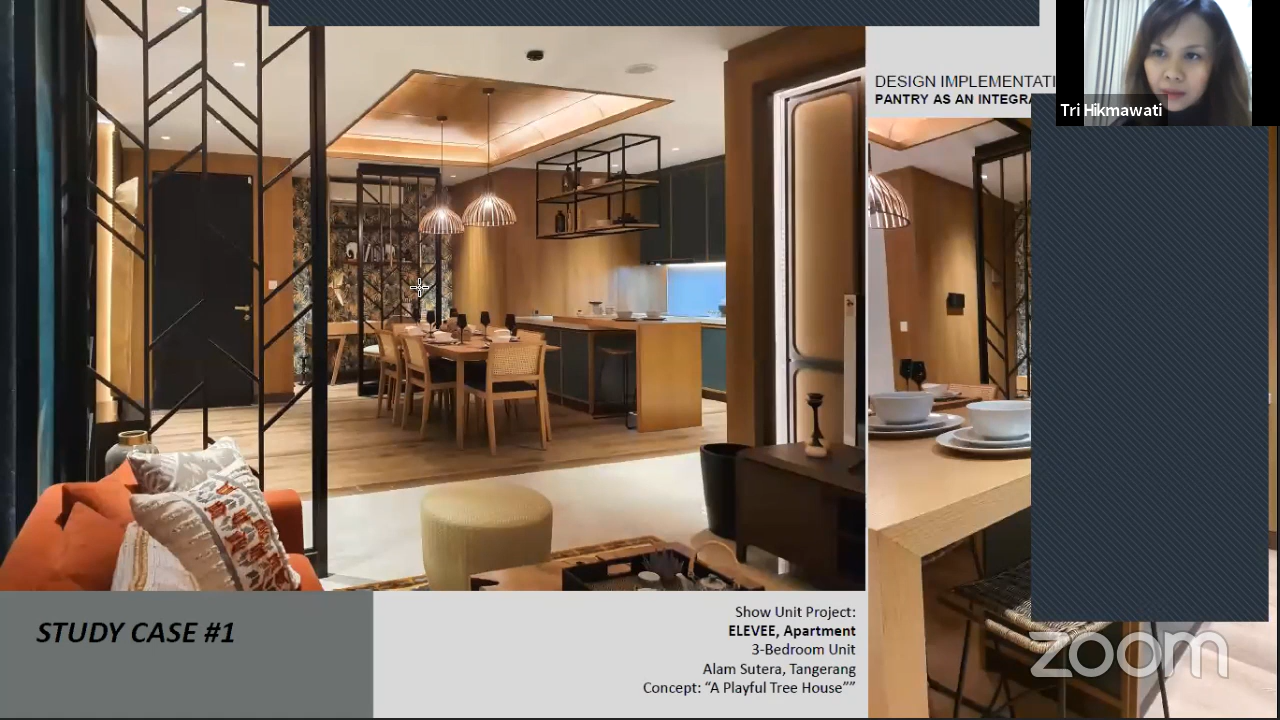 DESIGN IMPLEMENTATI
PANTRY AS AN INTEGRA
Tri Hikmawati
STUDY CASE #1
Show Unit Project:
ELEVEE, Apartment
3-Bedroom Unit
Alam Sutera, Tangerang
Concept: “A Playful Tree House””
zoom